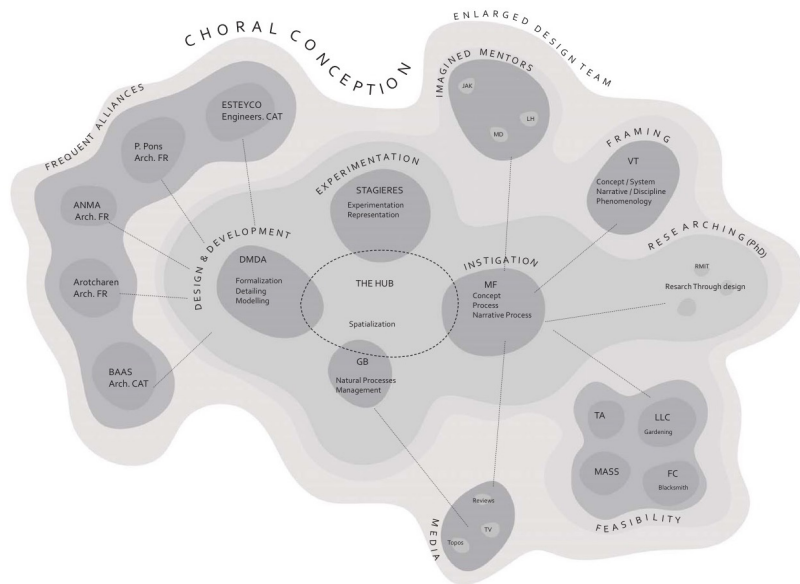 CHORAL CONCEPTION
ENLARGED DESIGN TEAM
FREQUENT ALLIANCES
ESTEYCO
Engineers. CAT
P. Pons
Arch. FR
ANMA
Arch. FR
Arotcharen
Arch. FR
BAAS
Arch. CAT
IMAGINED MENTORS
JAK
LH
MD
FRAMING
VT
Concept / System
Narrative / Discipline
Phenomenology
EXPERIMENTATION
STAGIERES
Experimentation
Representation
DESIGN & DEVELOPMENT
DMDA
Formalization
Detailing
Modelling
THE HUB
Spatialization
INSTIGATION
MF
Concept
Process
Narrative Process
RESEARCHING (PhD)
RMIT
Resarch Through design
GB
Natural Processes
Management
TA
LLC
Gardening
MASS
FC
Blacksmith
FEASIBILITY
MEDIA
Reviews
TV
Topos